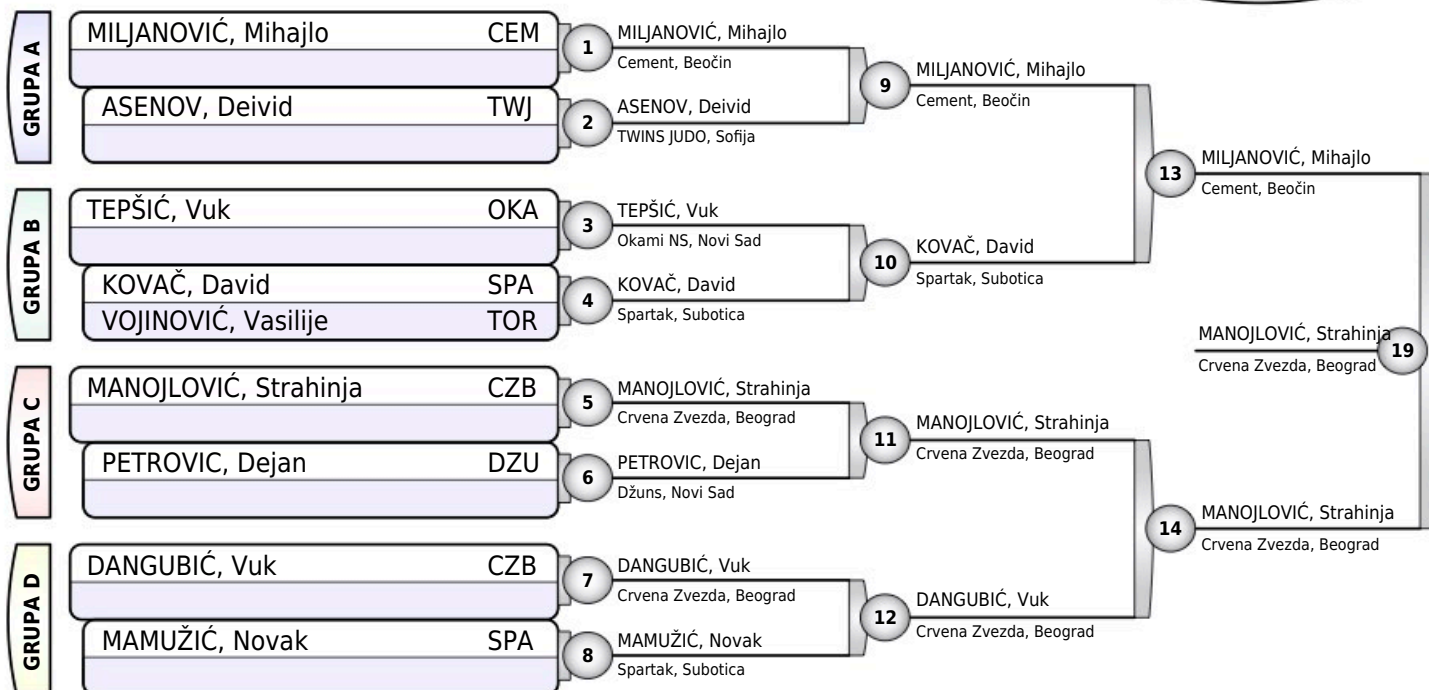 GRUPA A
MILJANOVIĆ, Mihajlo CEM
ASENOV, Deivid TWJ
GRUPA B
TEPŠIĆ, Vuk OKA
KOVAČ, David SPA
VOJINOVIĆ, Vasilije TOR
GRUPA C
MANOJLOVIĆ, Strahinja CZB
PETROVIC, Dejan DZU
GRUPA D
DANGUBIĆ, Vuk CZB
MAMUŽIĆ, Novak SPA
1
MILJANOVIĆ, Mihajlo
Cement, Beočin
2
ASENOV, Deivid
TWINS JUDO, Sofija
3
TEPŠIĆ, Vuk
Okami NS, Novi Sad
4
KOVAČ, David
Spartak, Subotica
5
MANOJLOVIĆ, Strahinja
Crvena Zvezda, Beograd
6
PETROVIC, Dejan
Džuns, Novi Sad
7
DANGUBIĆ, Vuk
Crvena Zvezda, Beograd
8
MAMUŽIĆ, Novak
Spartak, Subotica
9
MILJANOVIĆ, Mihajlo
Cement, Beočin
10
KOVAČ, David
Spartak, Subotica
11
MANOJLOVIĆ, Strahinja
Crvena Zvezda, Beograd
12
DANGUBIĆ, Vuk
Crvena Zvezda, Beograd
13
MILJANOVIĆ, Mihajlo
Cement, Beočin
14
MANOJLOVIĆ, Strahinja
Crvena Zvezda, Beograd
MANOJLOVIĆ, Strahinja
Crvena Zvezda, Beograd
19